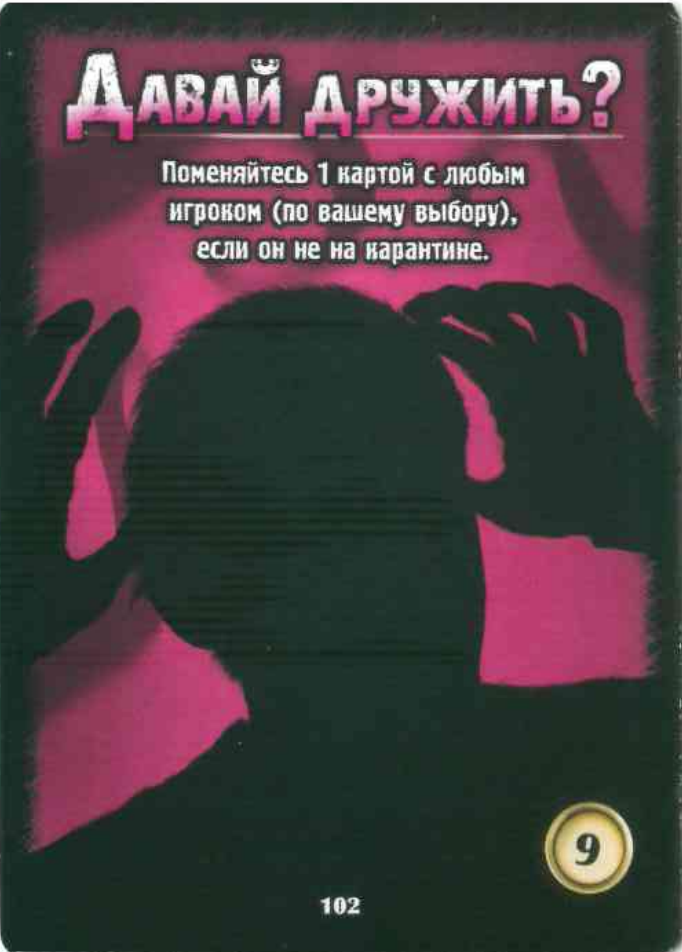 Давай дружить?
Поменяйтесь 1 картой с любым
игроком (по вашему выбору),
если он не на карантине.
9
102